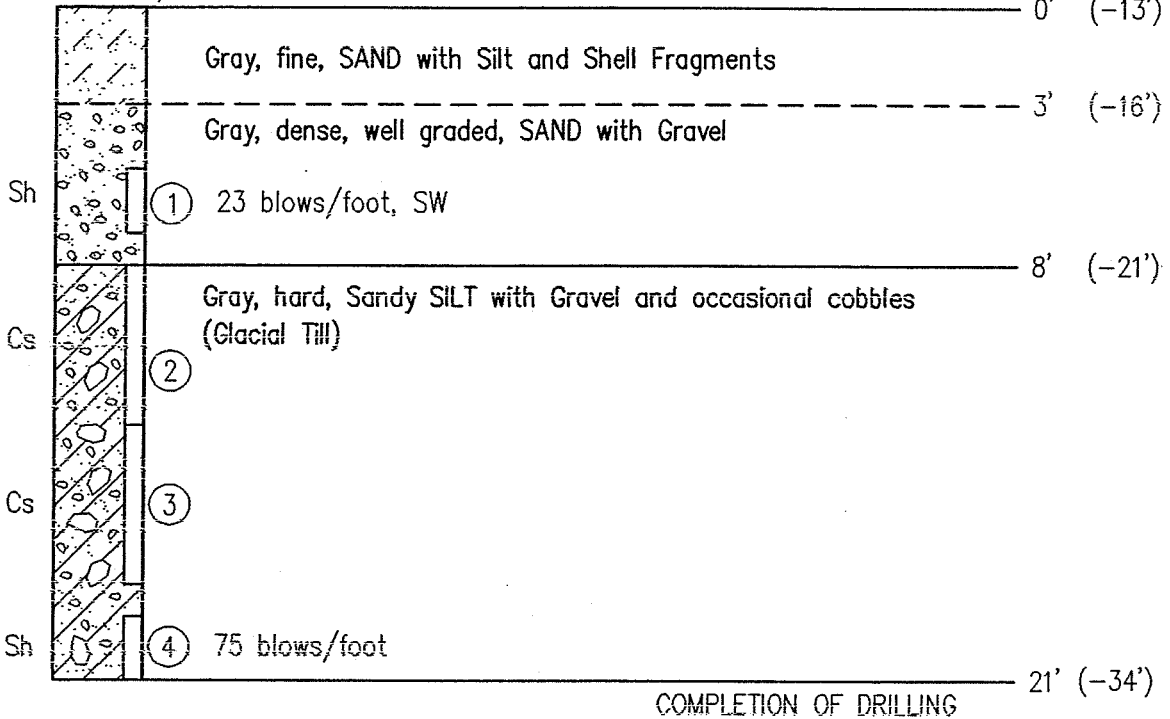 0' (-13')
Gray, fine, SAND with Silt and Shell Fragments
3' (-16')
Gray, dense, well graded, SAND with Gravel
Sh 1 23 blows/foot, SW
8' (-21')
Gray, hard, Sandy SILT with Gravel and occasional cobbles
(Glacial Till)
Cs 2
Cs 3
Sh 4 75 blows/foot
21' (-34')
COMPLETION OF DRILLING